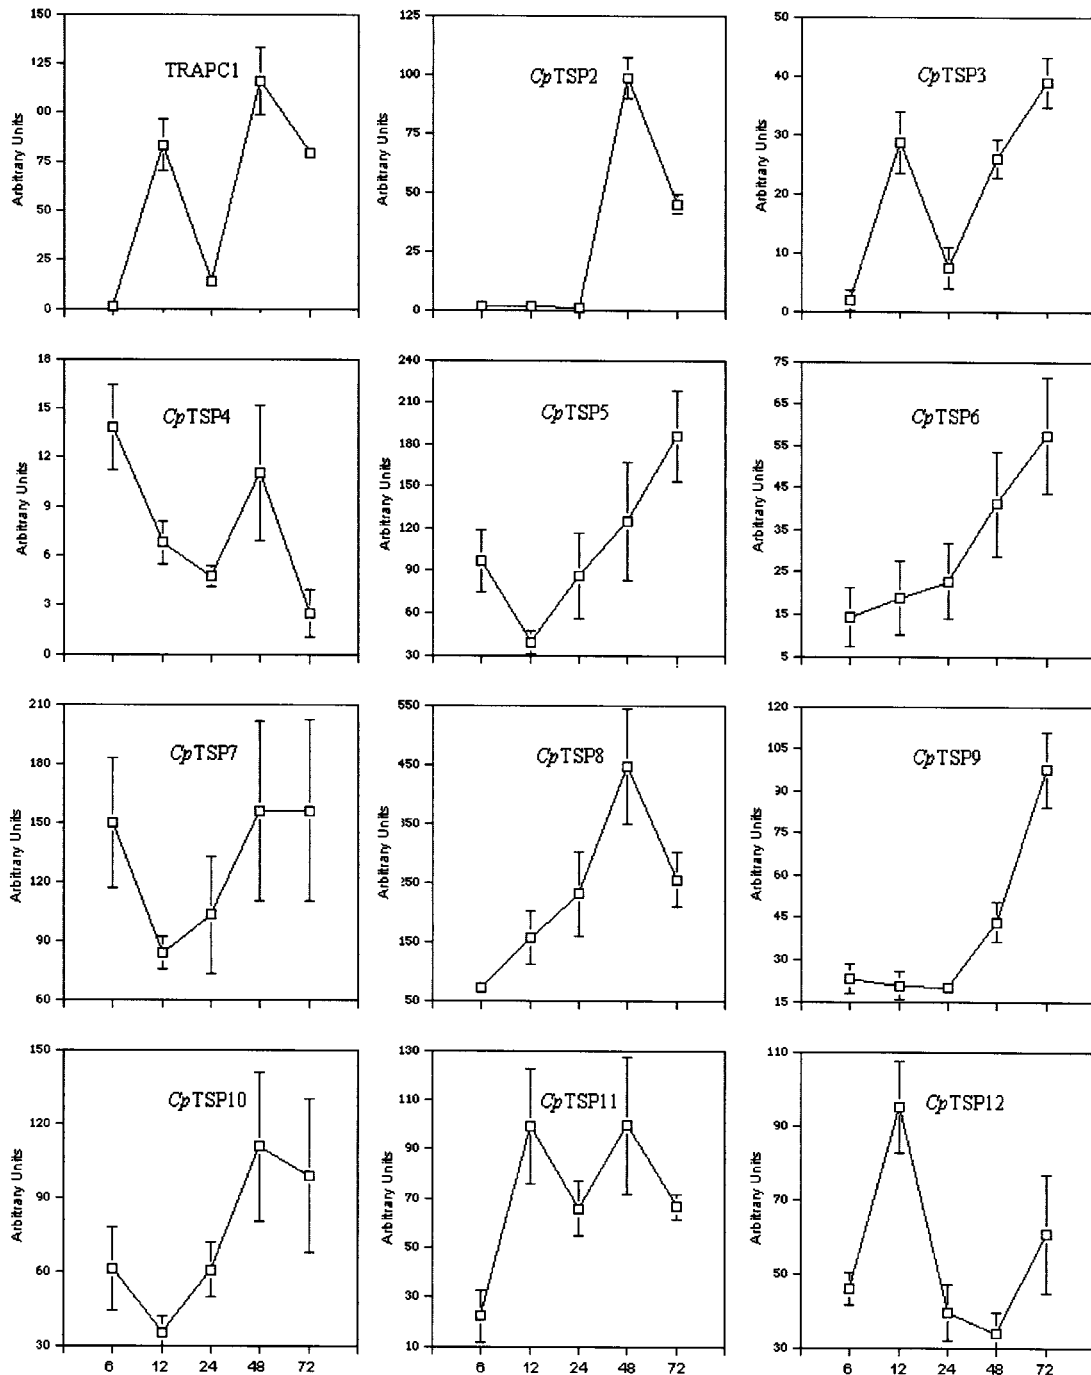 Arbitrary Units
150
125
00
75
50
25
0
TRAPC1
Arbitrary Units
125
100
75
50
25
0
CpTSP2
Arbitrary Units
50
40
30
20
10
0
CpTSP3
Arbitrary Units
18
15
12
9
6
3
0
CpTSP4
Arbitrary Units
240
210
180
150
120
90
60
30
CpTSP5
Arbitrary Units
75
65
55
45
35
25
15
5
CpTSP6
Arbitrary Units
210
180
150
120
90
60
CpTSP7
Arbitrary Units
550
450
350
250
150
50
CpTSP8
Arbitrary Units
120
105
90
75
60
45
30
15
CpTSP9
Arbitrary Units
150
120
90
60
30
CpTSP10
6 12 24 48 72
Arbitrary Units
130
110
90
70
50
30
10
CpTSP11
6 12 24 48 72
Arbitrary Units
110
90
70
50
30
CpTSP12
6 12 24 48 72